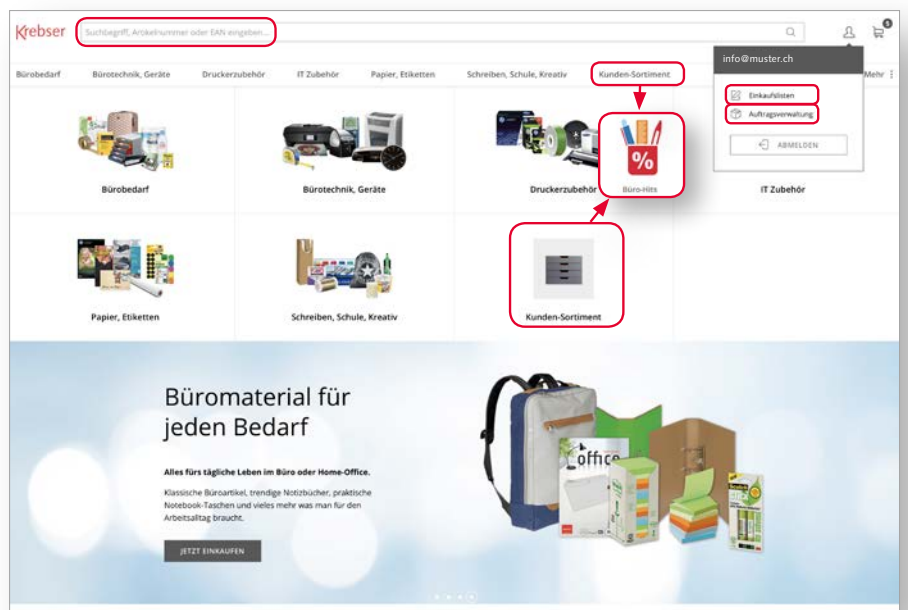 Krebser
Suchbegriff, Artikelnummer oder EAN eingeben...
info@muster.ch
Einkaufslisten
Auftragsverwaltung
ABMELDEN
Bürobedarf Bürotechnik, Geräte Druckerzubehör IT Zubehör Papier, Etiketten Schreiben, Schule, Kreativ Kunden-Sortiment Mehr
%
Büro-Hits
Bürobedarf Bürotechnik, Geräte Druckerzubehör IT Zubehör
Papier, Etiketten Schreiben, Schule, Kreativ Kunden-Sortiment
Büromaterial für
jeden Bedarf
Alles fürs tägliche Leben im Büro oder Home-Office.
Klassische Büroartikel, trendige Notizbücher, praktische
Notebook-Taschen und vieles mehr was man für den
Arbeitsalltag braucht.
JETZT EINKAUFEN
office